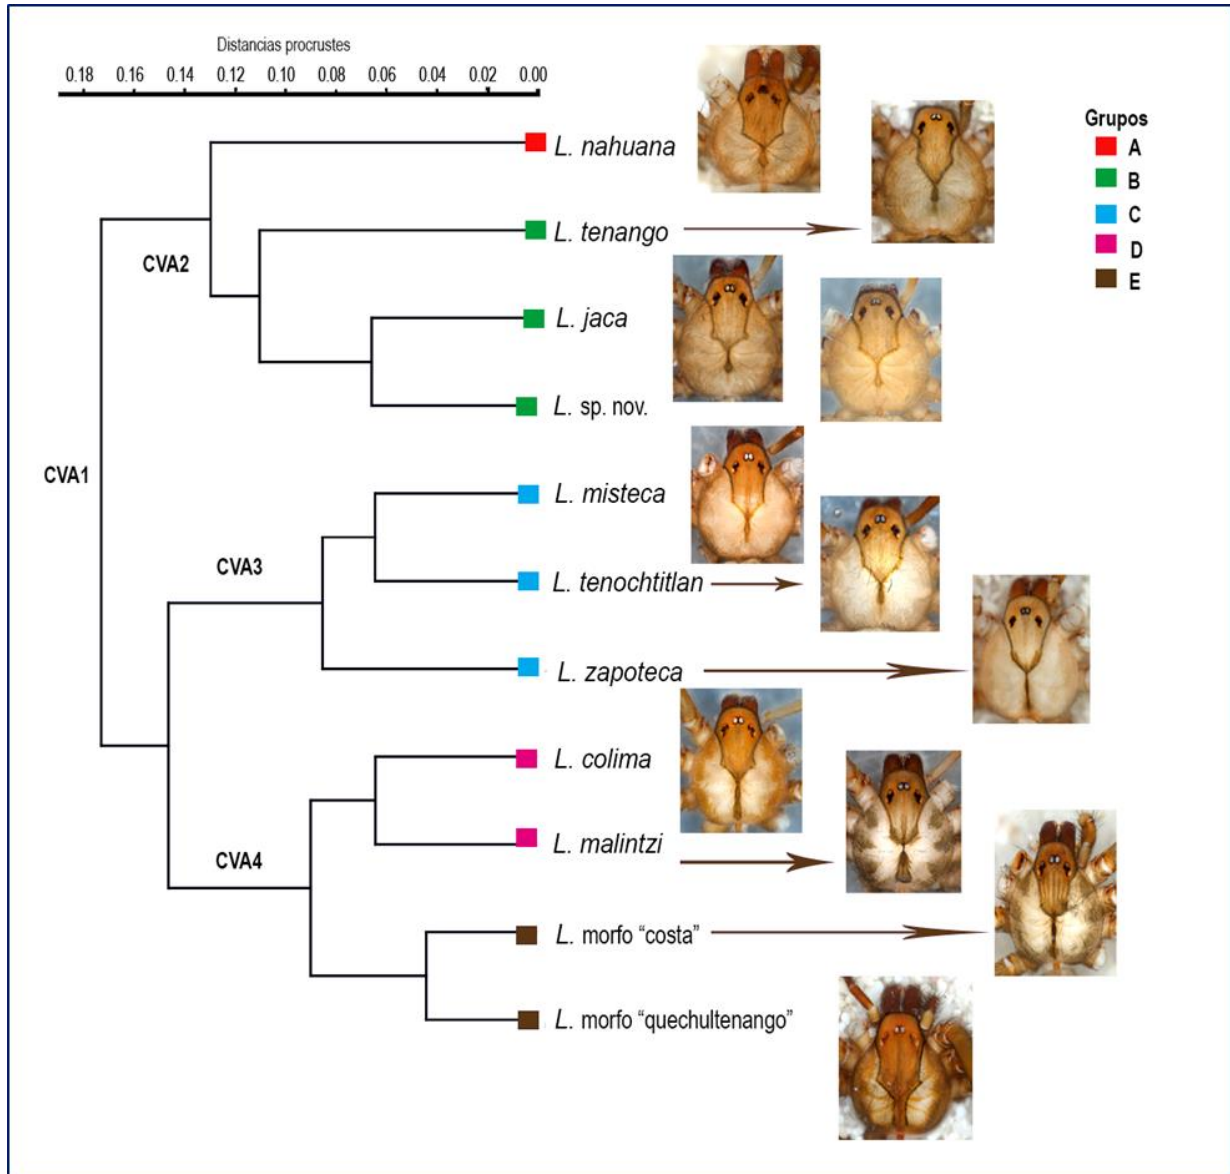 Distancias procrustes
0.18 0.16 0.14 0.12 0.10 0.08 0.06 0.04 0.02 0.00
Grupos
A
B
C
D
E
L. nahuana
L. tenango
CVA2
L. jaca
L. sp. nov.
CVA1
L. misteca
CVA3
L. tenochtitlan
L. zapoteca
L. colima
L. malintzi
CVA4
L. morfo “costa”
L. morfo “quechultenango”